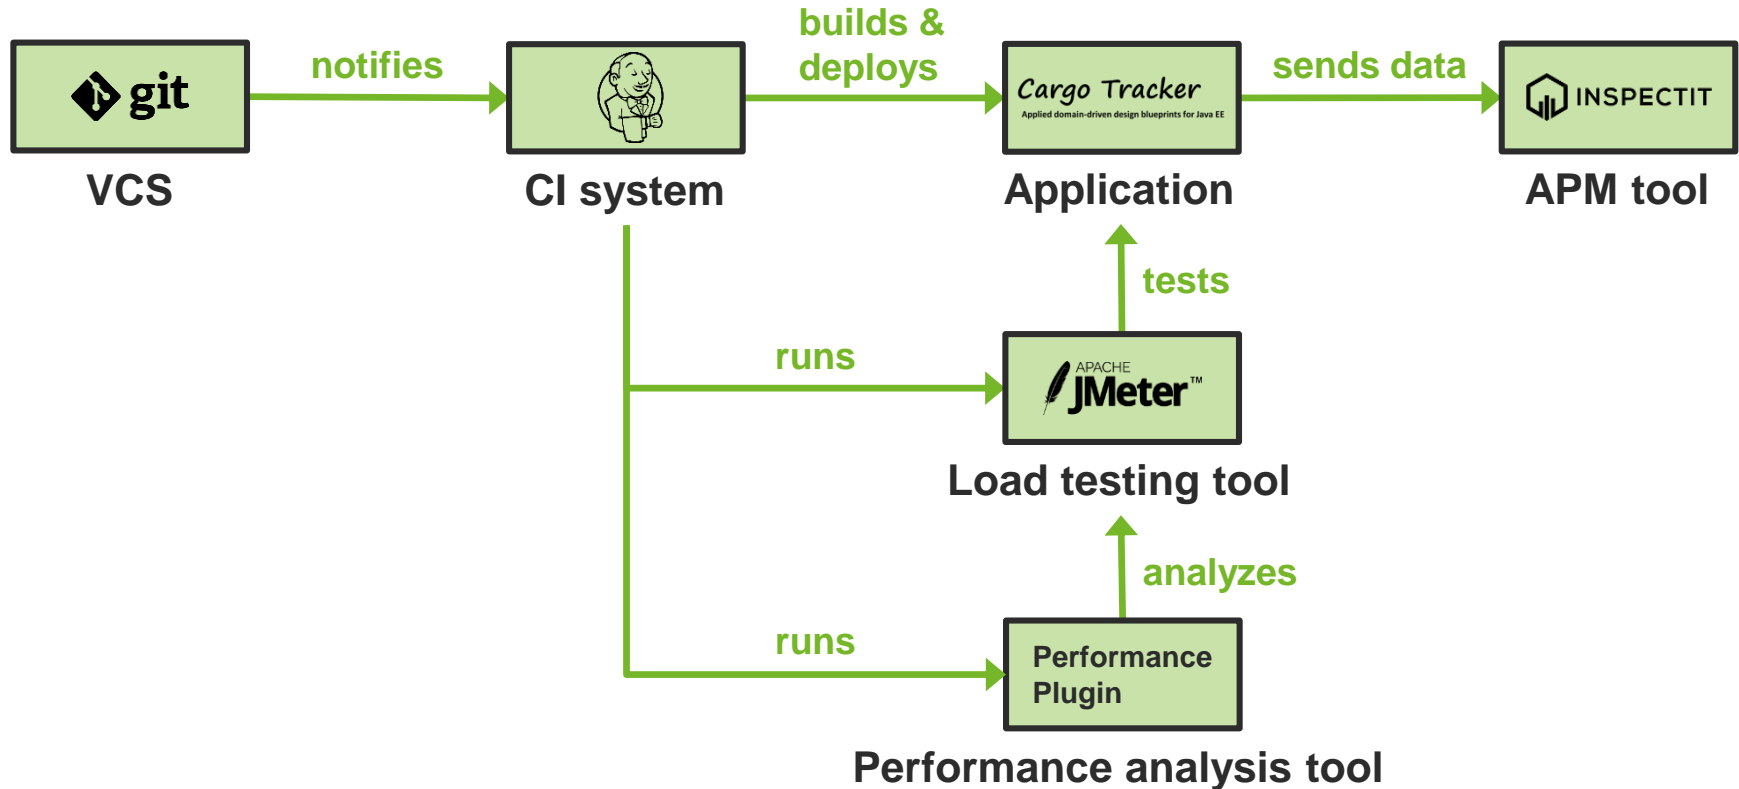 notifies
builds &
deploys
sends data
git
Cargo Tracker
Applied domain-driven design blueprints for Java EE
INSPECTIT
VCS
CI system
Application
APM tool
tests
runs
APACHE
JMeter™
Load testing tool
analyzes
runs
Performance
Plugin
Performance analysis tool